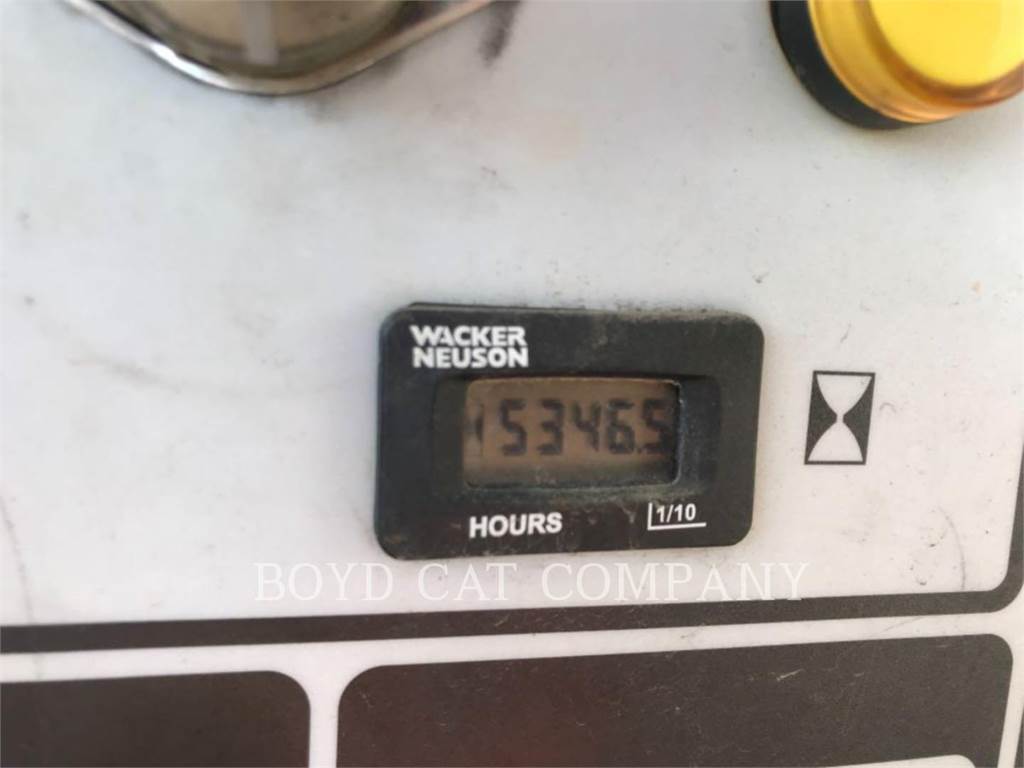 WACKER
NEUSON
5346.5
HOURS 1/10
BOYD CAT COMPANY